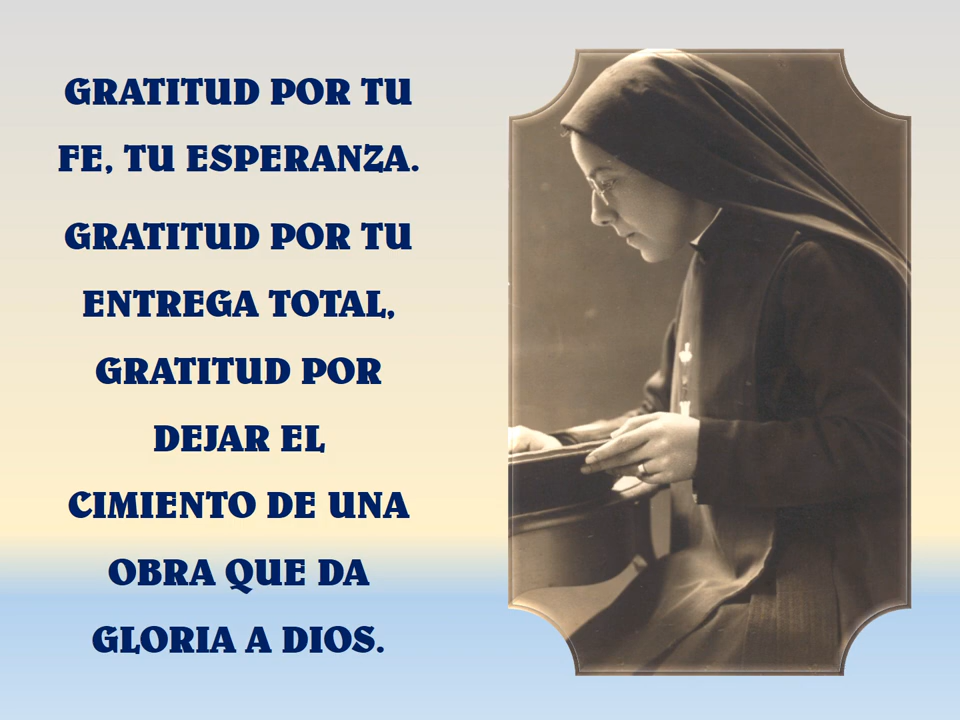 GRATITUD POR TU
FE, TU ESPERANZA.
GRATITUD POR TU
ENTREGA TOTAL,
GRATITUD POR
DEJAR EL
CIMIENTO DE UNA
OBRA QUE DA
GLORIA A DIOS.